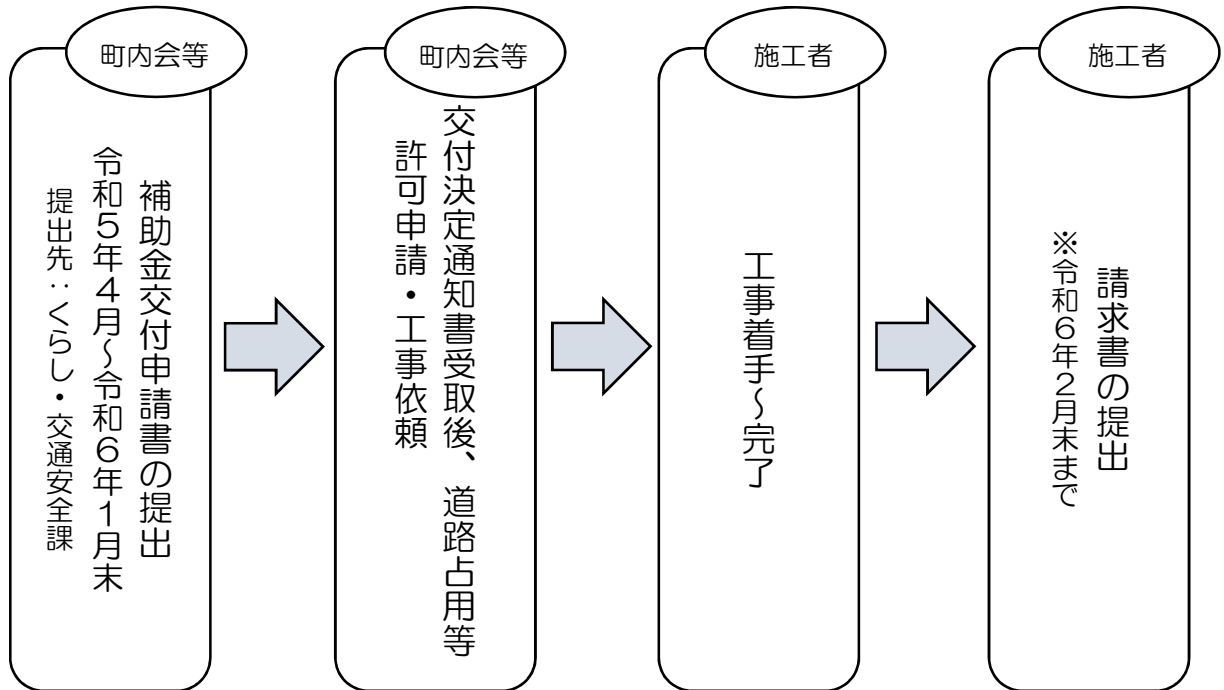 町内会等
補助金交付申請書の提出
令和5年4月～令和6年1月末
提出先：くらし・交通安全課
町内会等
交付決定通知書受取後、道路占用等
許可申請・工事依頼
施工者
工事着手～完了
施工者
請求書の提出
※令和6年2月末まで